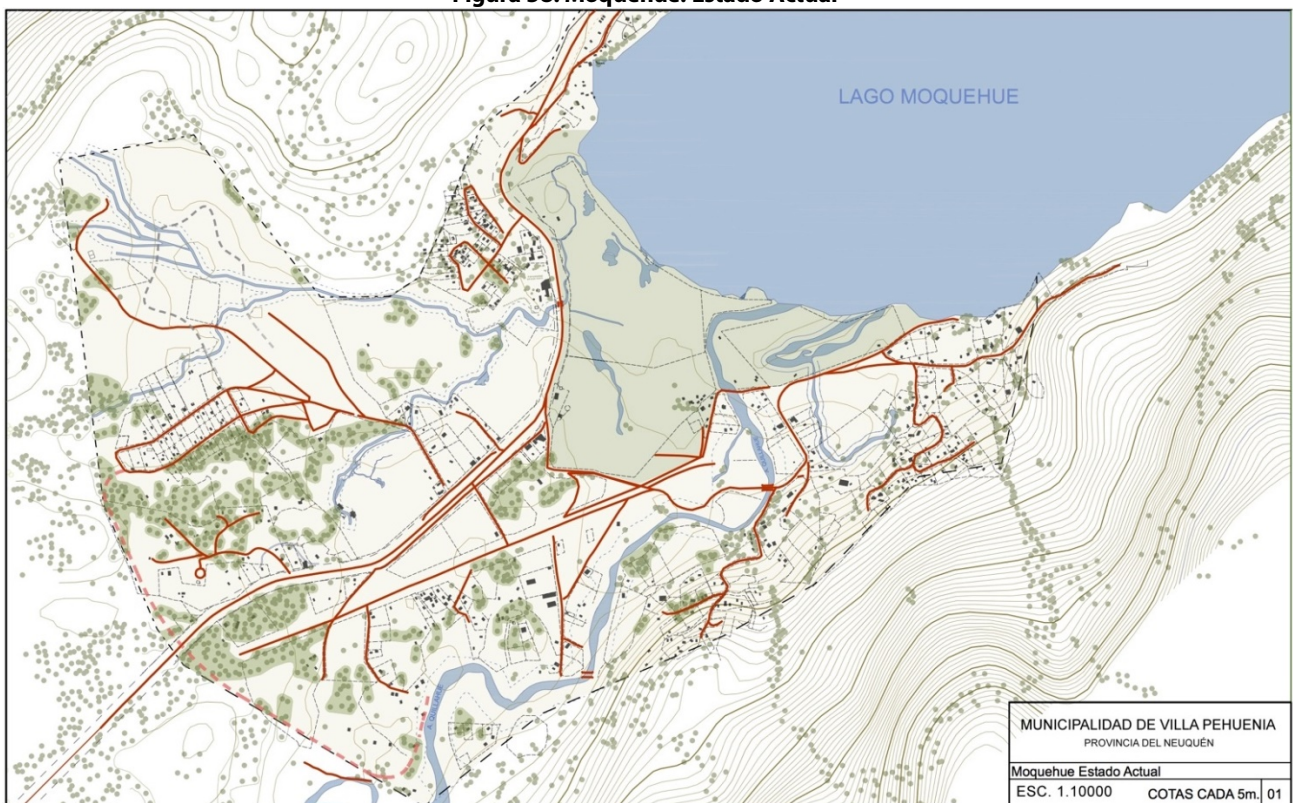 Figura 58. Moquehue. Estado Actual
LAGO MOQUEHUE
MUNICIPALIDAD DE VILLA PEHUENIA
PROVINCIA DEL NEUQUÉN
Moquehue Estado Actual
ESC. 1.10000 COTAS CADA 5m. 01